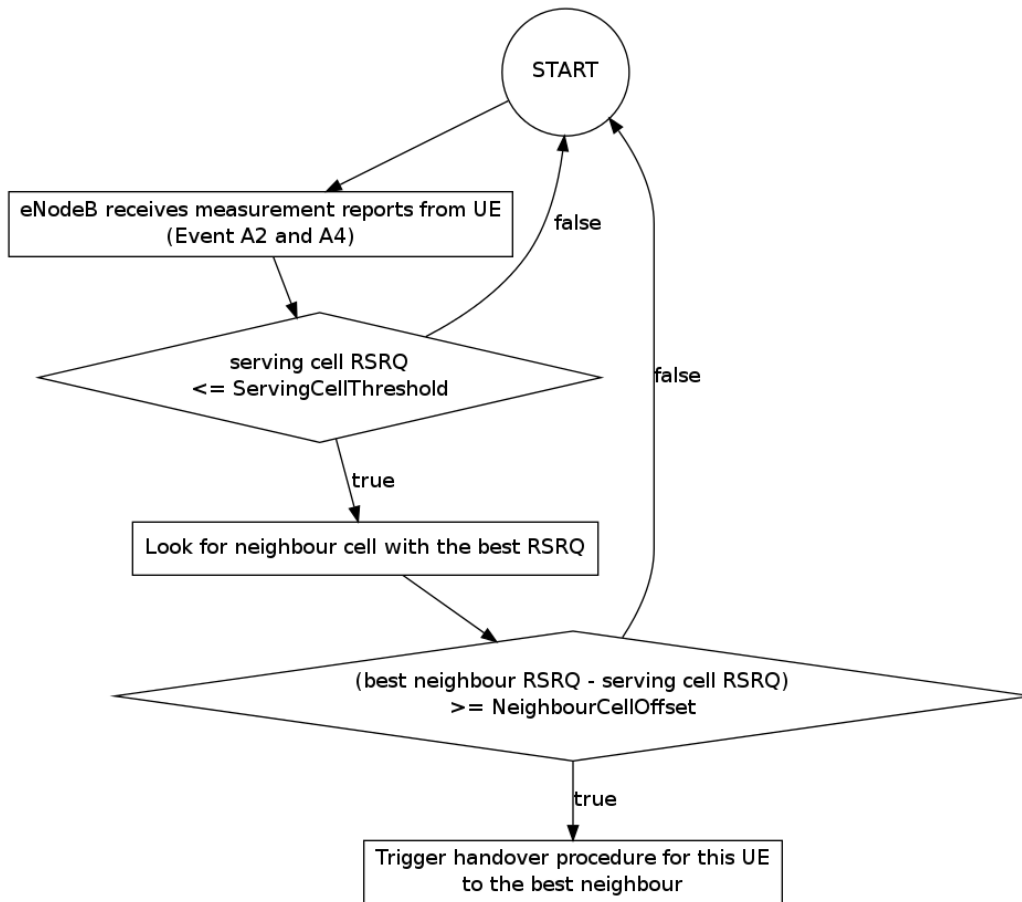 START
eNodeB receives measurement reports from UE
(Event A2 and A4)
false
serving cell RSRQ
<= ServingCellThreshold
false
true
Look for neighbour cell with the best RSRQ
(best neighbour RSRQ - serving cell RSRQ)
>= NeighbourCellOffset
true
Trigger handover procedure for this UE
to the best neighbour